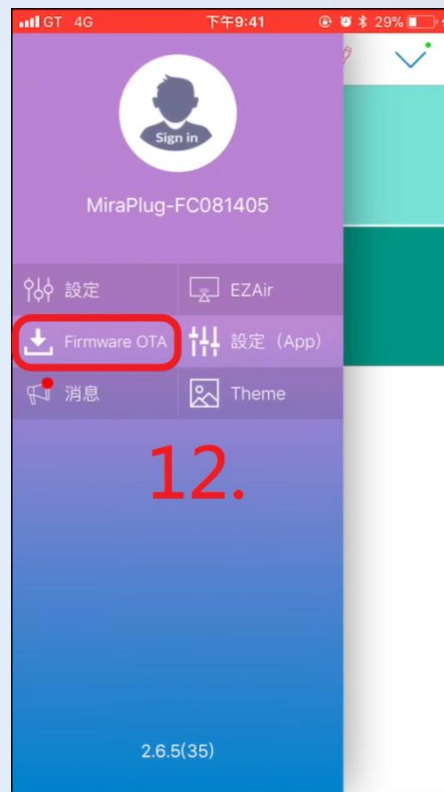 GT 4G 下午9:41 29%
Sign in
MiraPlug-FC081405
設定 EZAir
Firmware OTA 設定（App）
消息 Theme
12.
2.6.5(35)